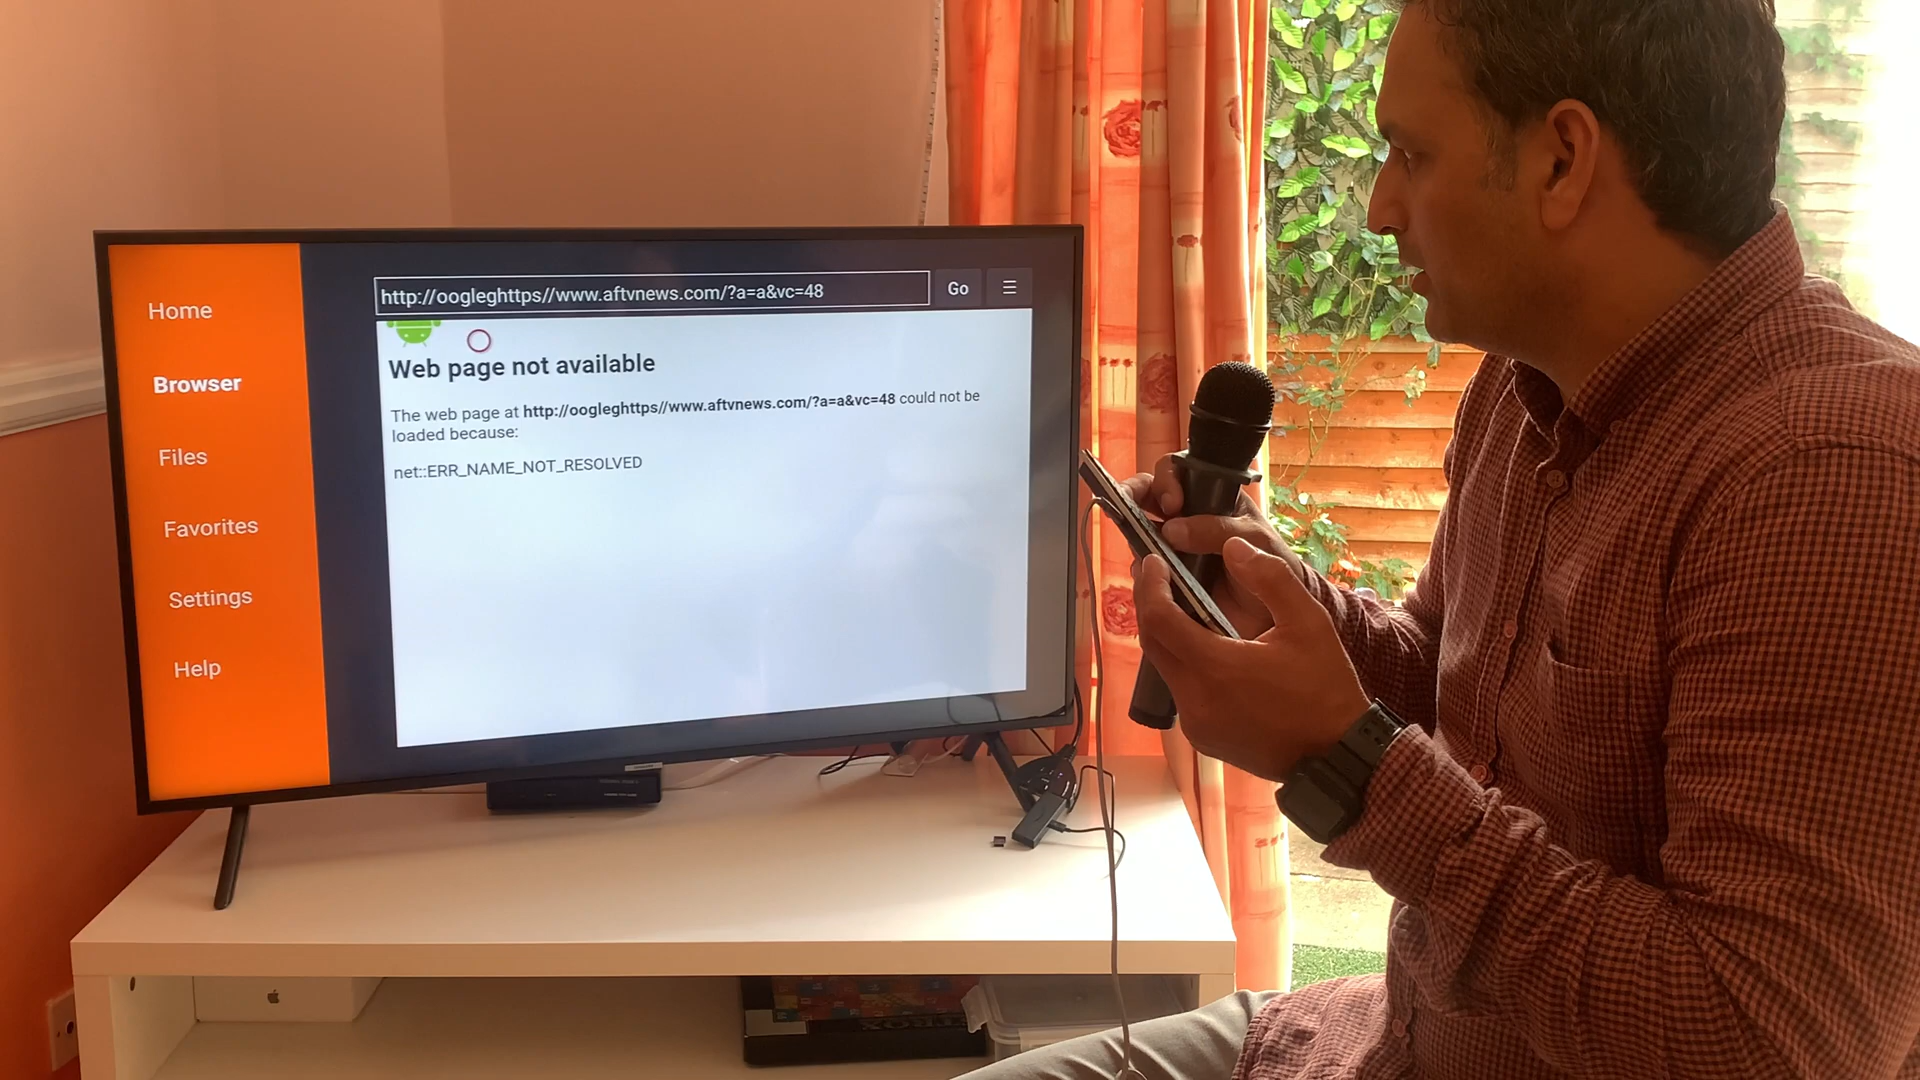 Home
Browser
Files
Favorites
Settings
Help
http://oogleghttps//www.aftvnews.com/?a=a&vc=48
Go
Web page not available
The web page at http://oogleghttps//www.aftvnews.com/?a=a&vc=48 could not be
loaded because:
net::ERR_NAME_NOT_RESOLVED